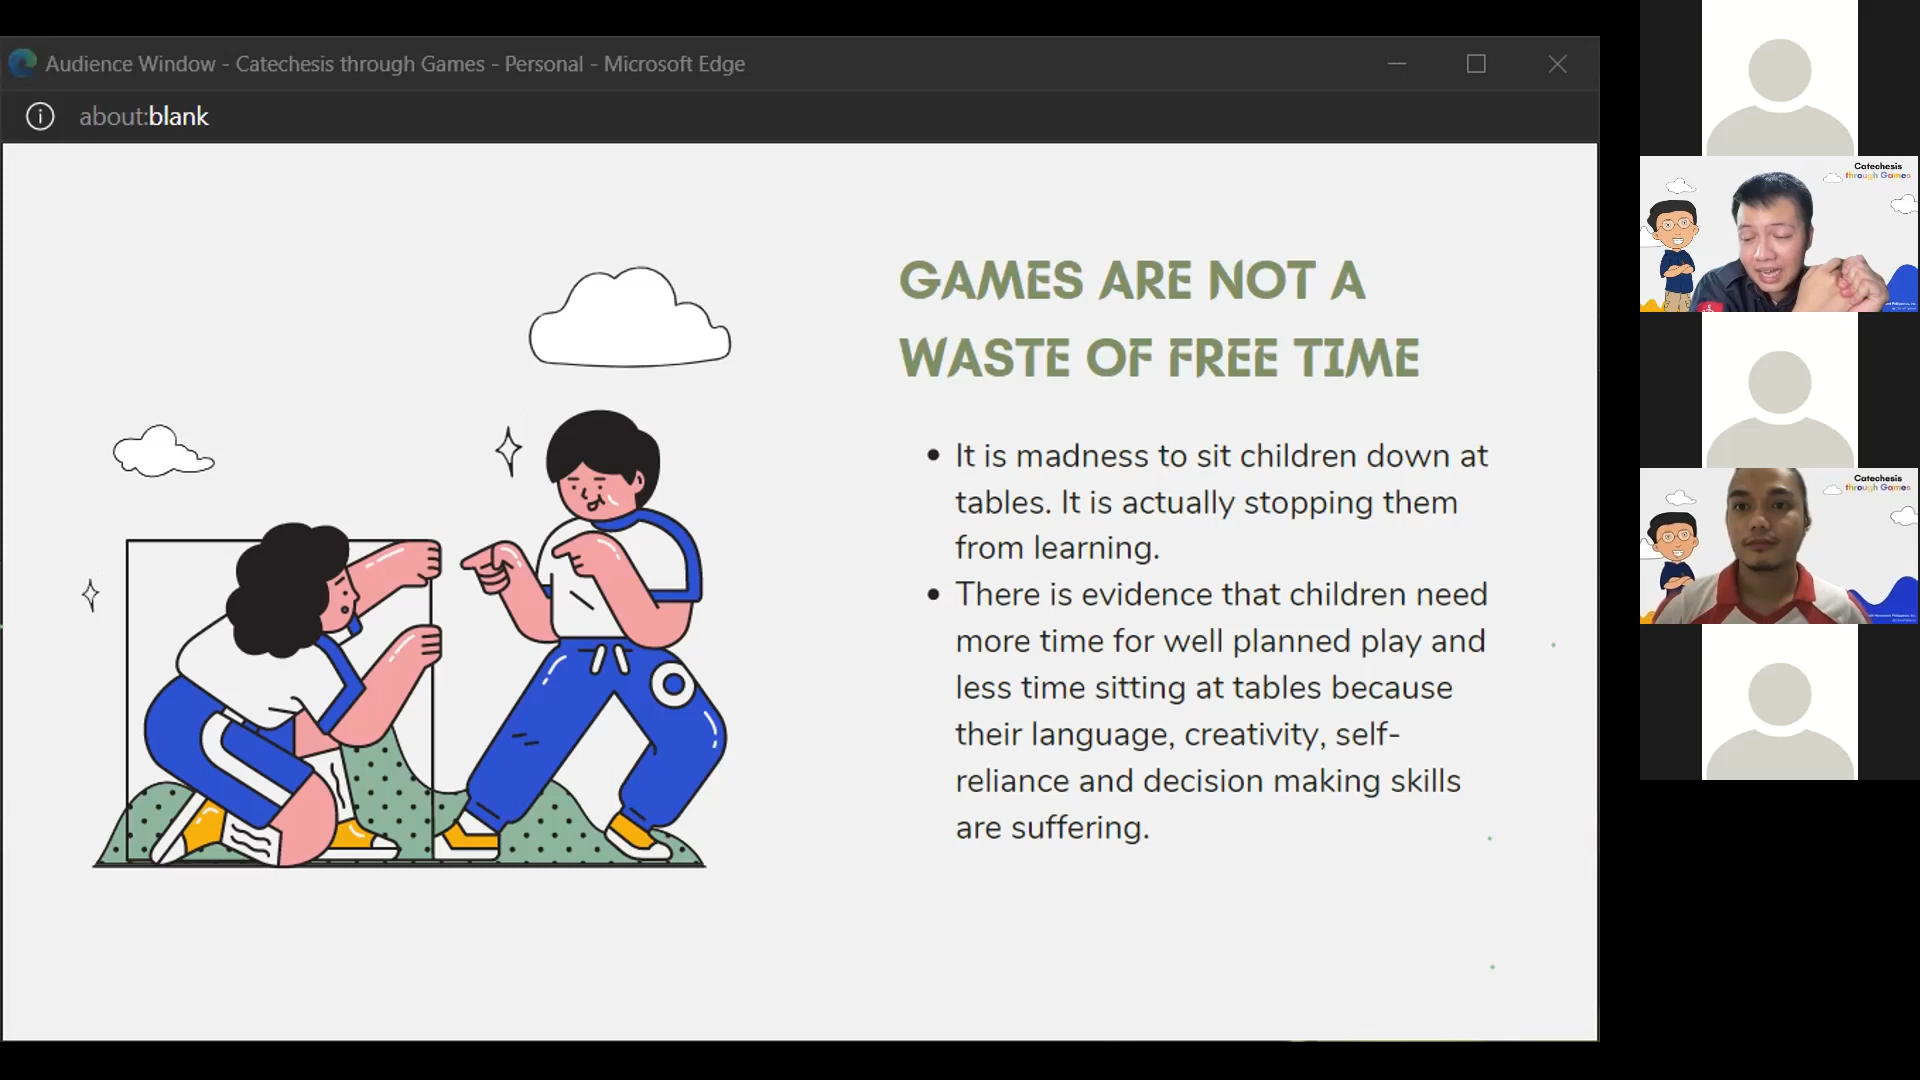 Audience Window - Catechesis through Games - Personal - Microsoft Edge
about:blank
GAMES ARE NOT A
WASTE OF FREE TIME
• It is madness to sit children down at
tables. It is actually stopping them
from learning.
• There is evidence that children need
more time for well planned play and
less time sitting at tables because
their language, creativity, self-
reliance and decision making skills
are suffering.
Catechesis
through Games
Catechesis
through Games